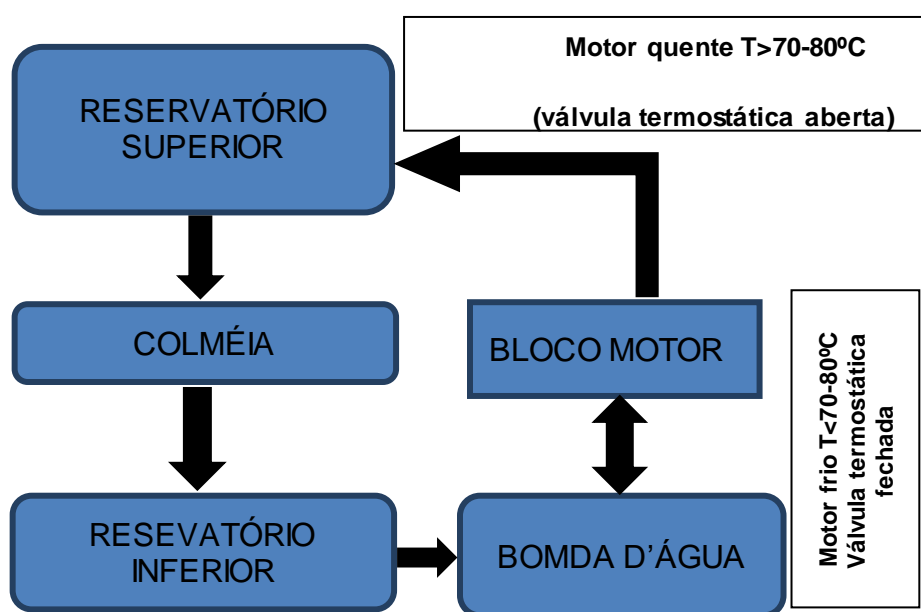 Motor quente T>70-80ºC
(válvula termostática aberta)
RESERVATÓRIO
SUPERIOR
COLMÉIA
BLOCO MOTOR
Motor frio T<70-80ºC
Válvula termostática
fechada
RESEVATÓRIO
INFERIOR
BOMDA D’ÁGUA